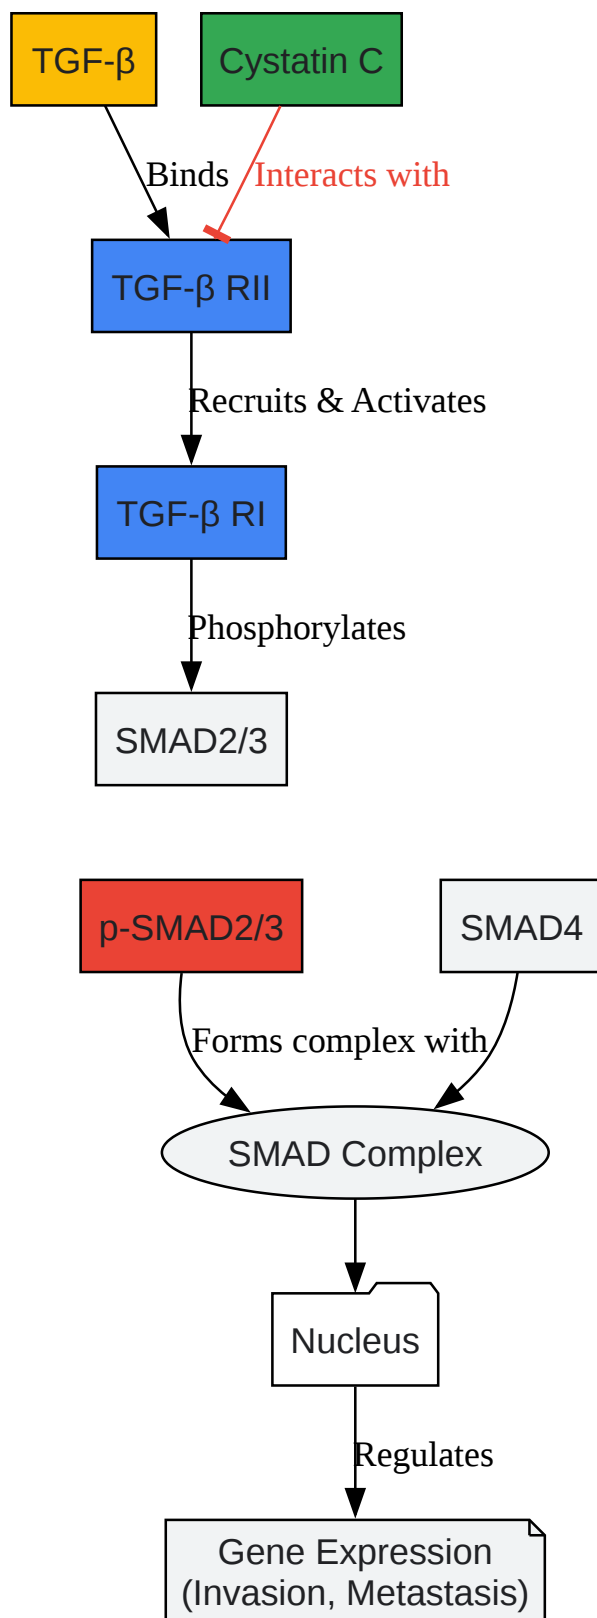 TGF-β
Cystatin C
Binds
Interacts with
TGF-β RII
Recruits & Activates
TGF-β RI
Phosphorylates
SMAD2/3
p-SMAD2/3
SMAD4
Forms complex with
SMAD Complex
Nucleus
Regulates
Gene Expression
(Invasion, Metastasis)